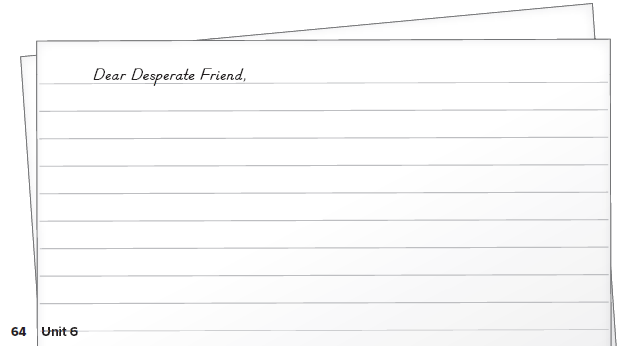 Dear Desperate Friend,
64 Unit 6